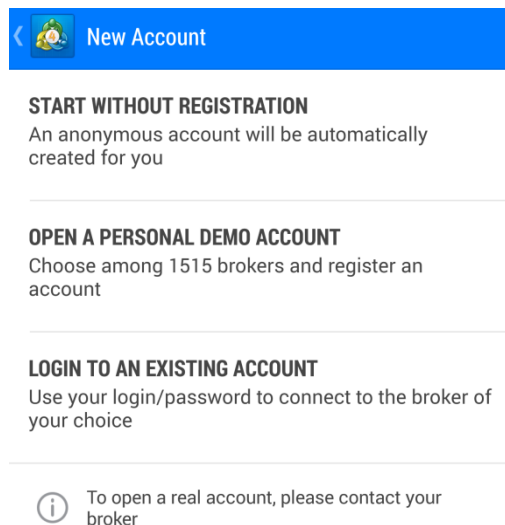 New Account
START WITHOUT REGISTRATION
An anonymous account will be automatically
created for you
OPEN A PERSONAL DEMO ACCOUNT
Choose among 1515 brokers and register an
account
LOGIN TO AN EXISTING ACCOUNT
Use your login/password to connect to the broker of
your choice
To open a real account, please contact your
broker